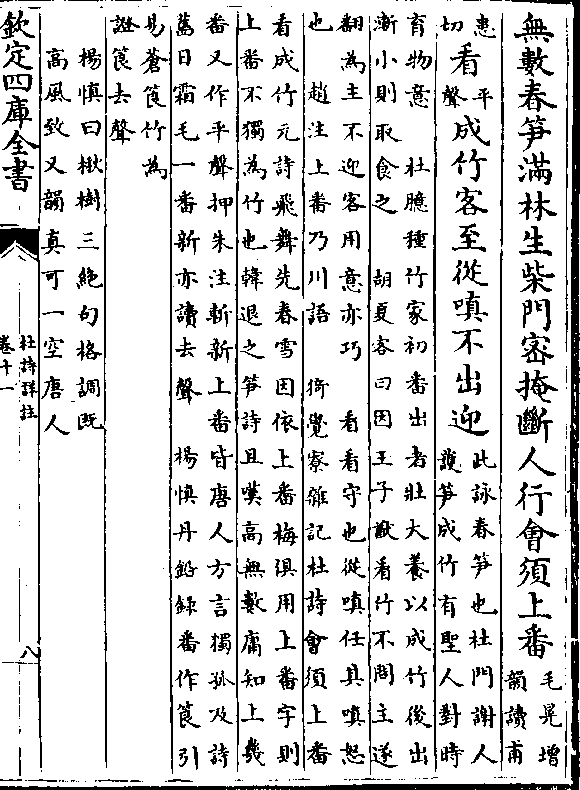 無數春笋滿林生柴門密掩斷人行會須上番毛晃增韻讀甫
患切看平聲成竹客至從嗔不出迎此詠春笋也杜門謝人護笋成竹有聖人對時
育物意 杜臆種竹家初番出者壯大養以成竹後出
漸小則取食之 胡夏客曰因王子猷看竹不問主遂
翻為主不迎客用意亦巧 看看守也從嗔任其嗔怒
也 趙注上番乃川語 猗覺寮雜記杜詩會須上番
看成竹元詩飛舞先春雪因依上番梅俱用上番字則
上番不獨為竹也韓退之笋詩且嘆高無數庸知上幾
番又作平聲押朱注斬新上番皆唐人方言獨孤及詩
舊日霜毛一番新亦讀去聲 楊慎丹鉛録番作筤引
易蒼筤竹為
證筤去聲
楊慎曰楸樹三絶句格調既
高風致又韻真可一空唐人
欽定四庫全書
杜詩詳註
卷十一
八